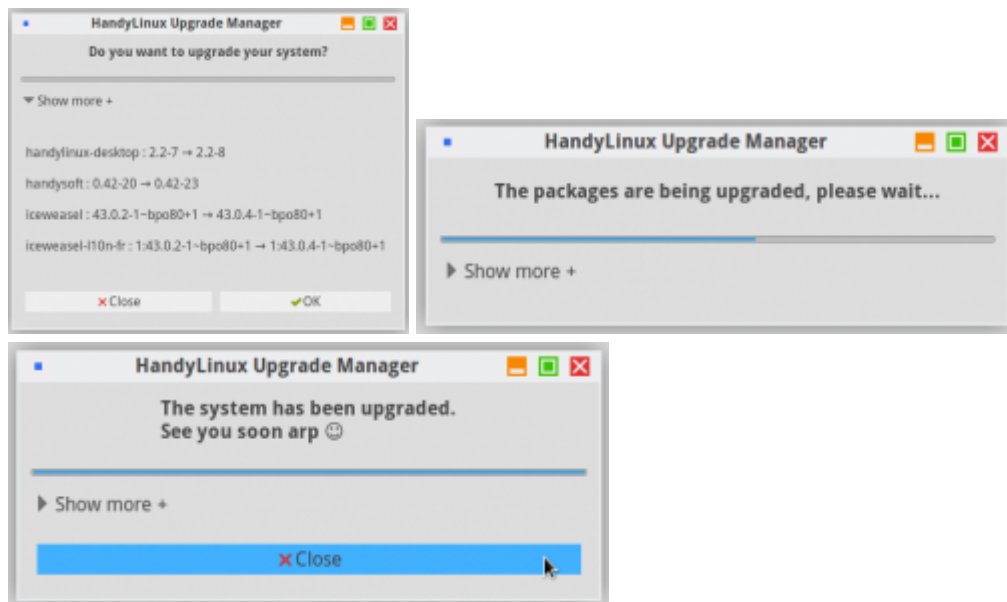 HandyLinux Upgrade Manager
Do you want to upgrade your system?
Show more +
handylinux-desktop : 2.2-7 → 2.2-8
handysoft : 0.42-20 → 0.42-23
iceweasel : 43.0.2-1~bpo80+1 → 43.0.4-1~bpo80+1
iceweasel-l10n-fr : 1:43.0.2-1~bpo80+1 → 1:43.0.4-1~bpo80+1
Close
OK
HandyLinux Upgrade Manager
The packages are being upgraded, please wait...
Show more +
HandyLinux Upgrade Manager
The system has been upgraded.
See you soon arp ☺
Show more +
Close